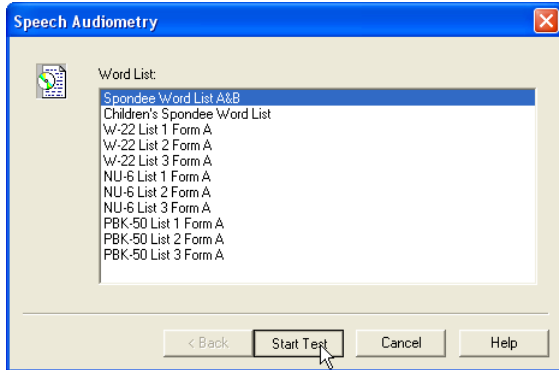 Speech Audiometry
Word List:
Spondee Word List A&B
Children's Spondee Word List
W-22 List 1 Form A
W-22 List 2 Form A
W-22 List 3 Form A
NU-6 List 1 Form A
NU-6 List 2 Form A
NU-6 List 3 Form A
PBK-50 List 1 Form A
PBK-50 List 2 Form A
PBK-50 List 3 Form A
< Back Start Test Cancel Help